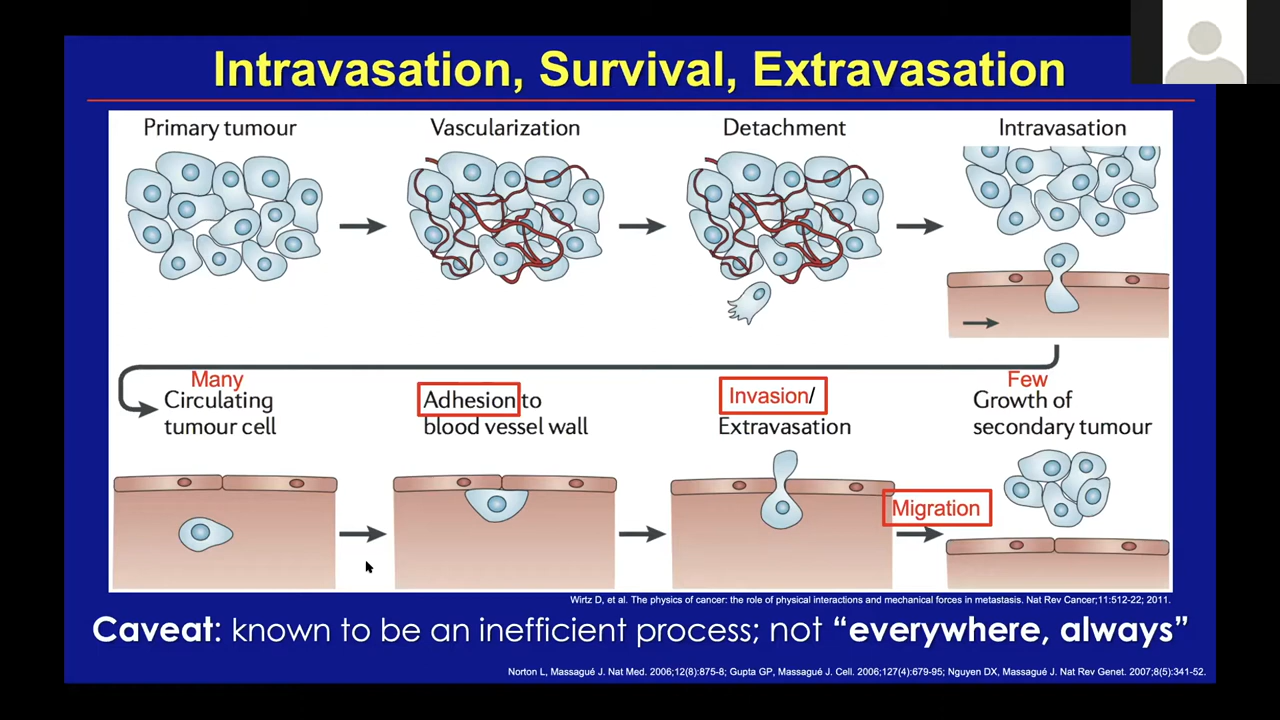 Intravasation, Survival, Extravasation
Primary tumour
Vascularization
Detachment
Intravasation
Many
Circulating
tumour cell
Adhesion to
blood vessel wall
Invasion/
Extravasation
Migration
Few
Growth of
secondary tumour
Wirtz D, et al. The physics of cancer: the role of physical interactions and mechanical forces in metastasis. Nat Rev Cancer;11:512-22; 2011.
Caveat: known to be an inefficient process; not “everywhere, always”
Norton L, Massagué J. Nat Med. 2006;12(8):875-8; Gupta GP, Massagué J. Cell. 2006;127(4):679-95; Nguyen DX, Massagué J. Nat Rev Genet. 2007;8(5):341-52.